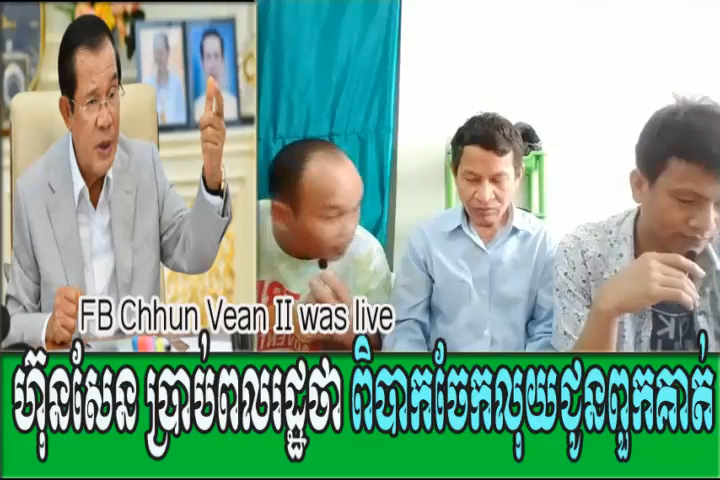 FB Chhun Vean II was live
ហ៊ុនសែន ប្រាប់ពលរដ្ឋថា ពិបាកចែកលុយជូនពួកគាត់